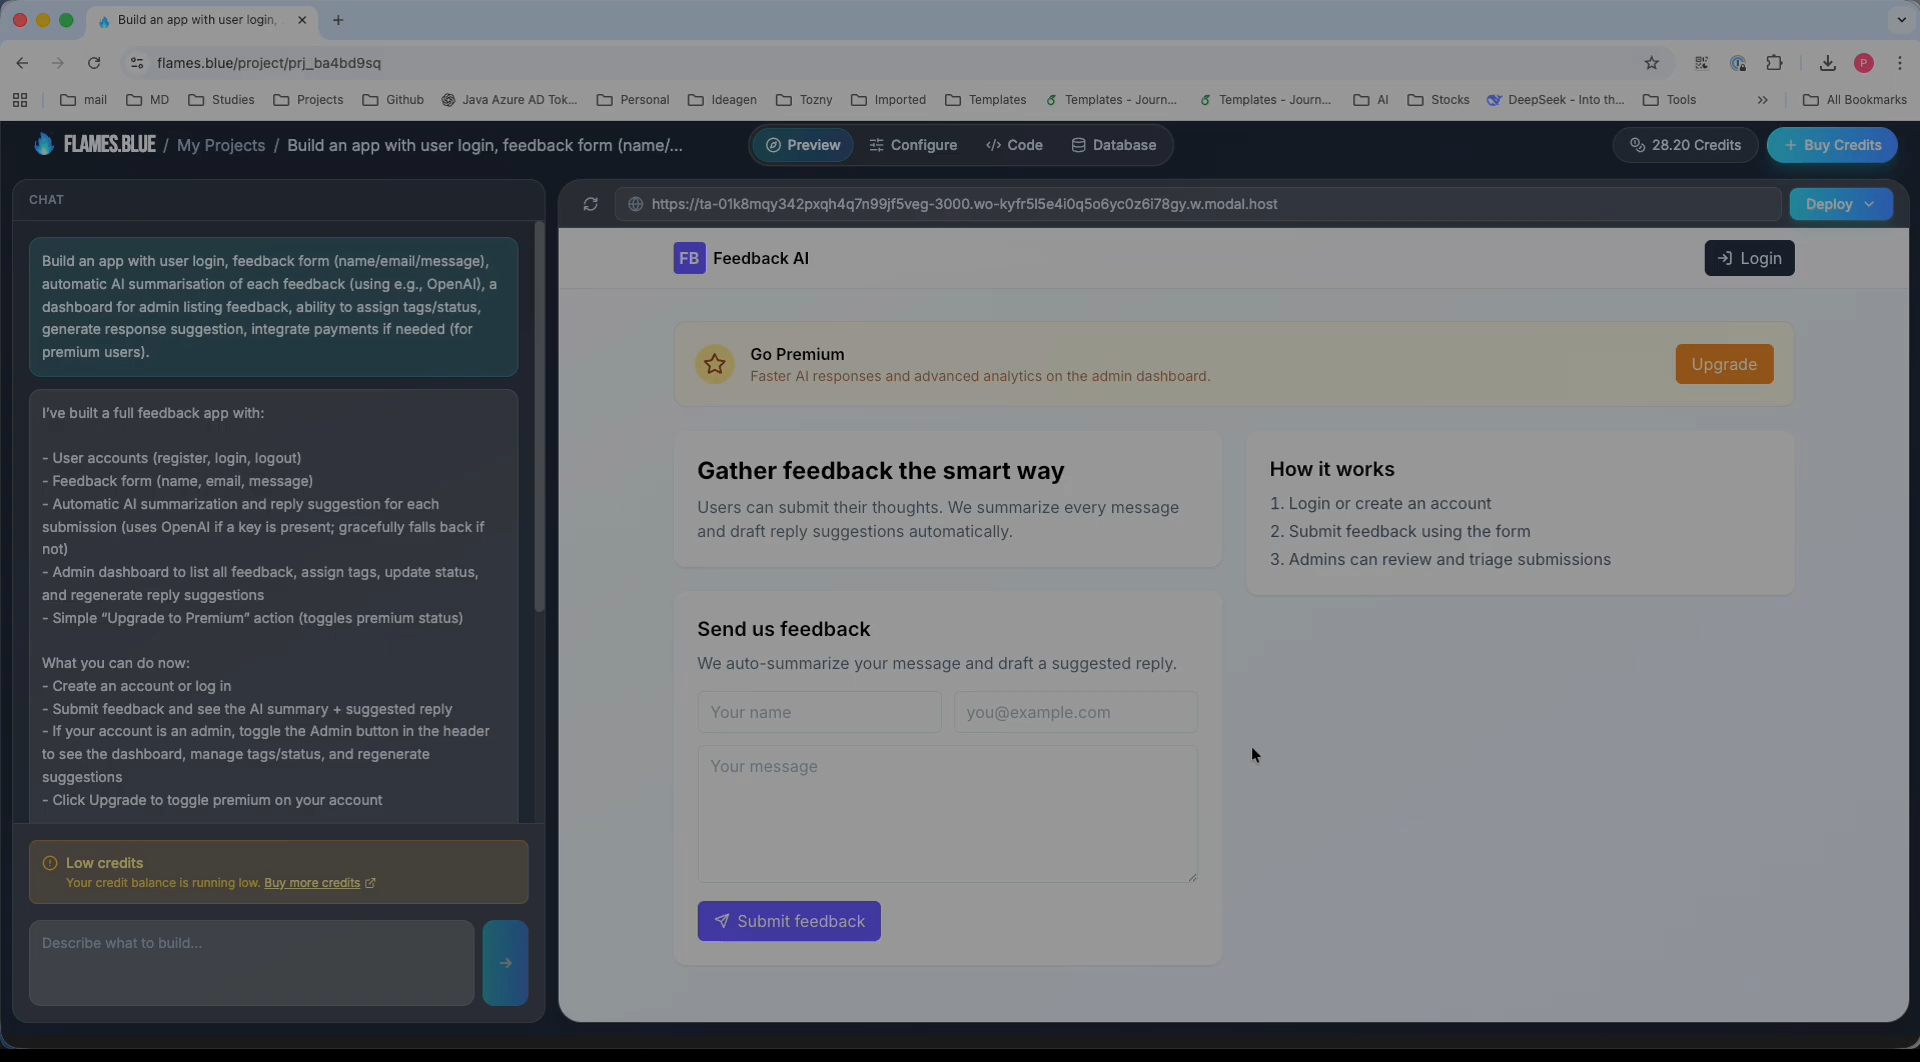 Build an app with user login,
flames.blue/project/prj_ba4bd9sq
P
mail
MD
Studies
Projects
Github
Java Azure AD Tok...
Personal
Ideagen
Tozny
Imported
Templates
Templates - Journ...
Templates - Journ...
AI
Stocks
DeepSeek - Into th...
Tools
All Bookmarks
FLAMES.BLUE / My Projects / Build an app with user login, feedback form (name/...
Preview
Configure
Code
Database
28.20 Credits
Buy Credits
CHAT
Build an app with user login, feedback form (name/email/message),
automatic AI summarisation of each feedback (using e.g., OpenAI), a
dashboard for admin listing feedback, ability to assign tags/status,
generate response suggestion, integrate payments if needed (for
premium users).
I've built a full feedback app with:
- User accounts (register, login, logout)
- Feedback form (name, email, message)
- Automatic AI summarization and reply suggestion for each
submission (uses OpenAI if a key is present; gracefully falls back if
not)
- Admin dashboard to list all feedback, assign tags, update status,
and regenerate reply suggestions
- Simple “Upgrade to Premium” action (toggles premium status)
What you can do now:
- Create an account or log in
- Submit feedback and see the AI summary + suggested reply
- If your account is an admin, toggle the Admin button in the header
to see the dashboard, manage tags/status, and regenerate
suggestions
- Click Upgrade to toggle premium on your account
Low credits
Your credit balance is running low. Buy more credits
Describe what to build...
https://ta-01k8mqy342pxqh4q7n99jf5veg-3000.wo-kyfr5l5e4i0q5o6yc0z6i78gy.w.modal.host
Deploy
FB Feedback AI
Login
Go Premium
Faster AI responses and advanced analytics on the admin dashboard.
Upgrade
Gather feedback the smart way
Users can submit their thoughts. We summarize every message
and draft reply suggestions automatically.
How it works
1. Login or create an account
2. Submit feedback using the form
3. Admins can review and triage submissions
Send us feedback
We auto-summarize your message and draft a suggested reply.
Your name
you@example.com
Your message
Submit feedback